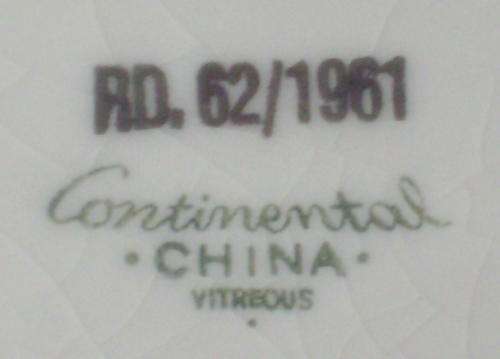 RD. 62/1961
Continental
• CHINA •
VITREOUS